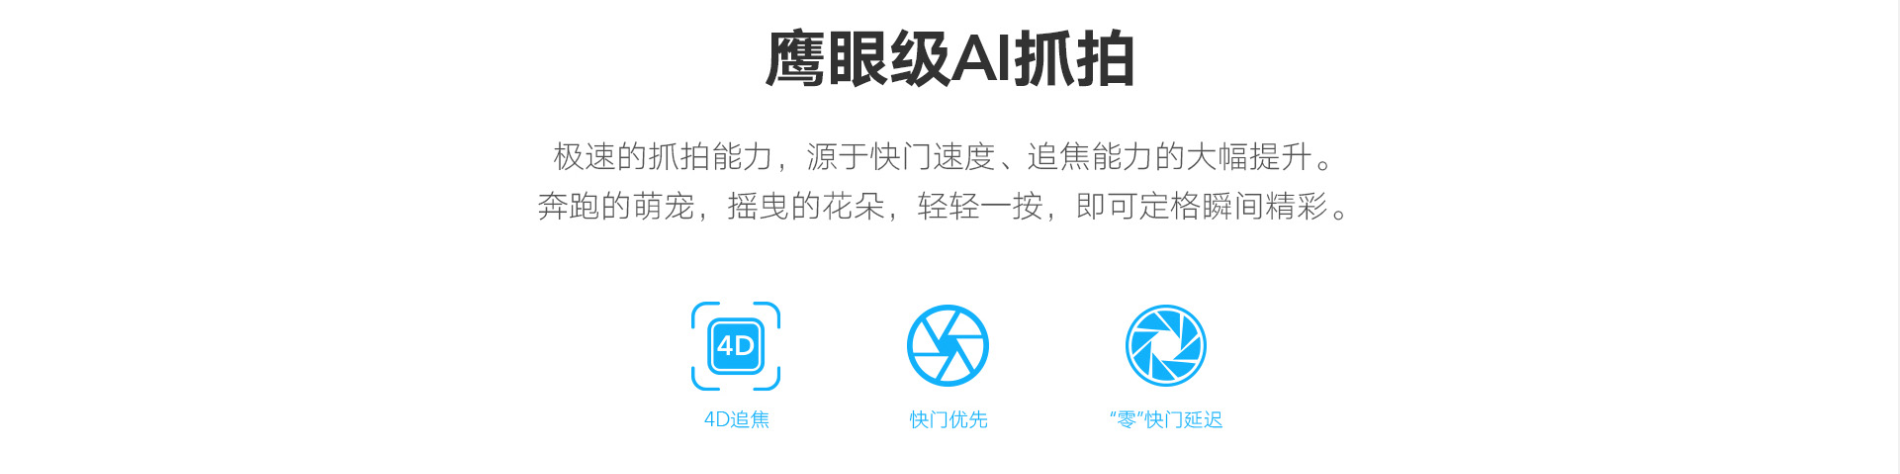 鹰眼级AI抓拍
极速的抓拍能力，源于快门速度、追焦能力的大幅提升。
奔跑的萌宠，摇曳的花朵，轻轻一按，即可定格瞬间精彩。
4D
4D追焦
快门优先
“零”快门延迟